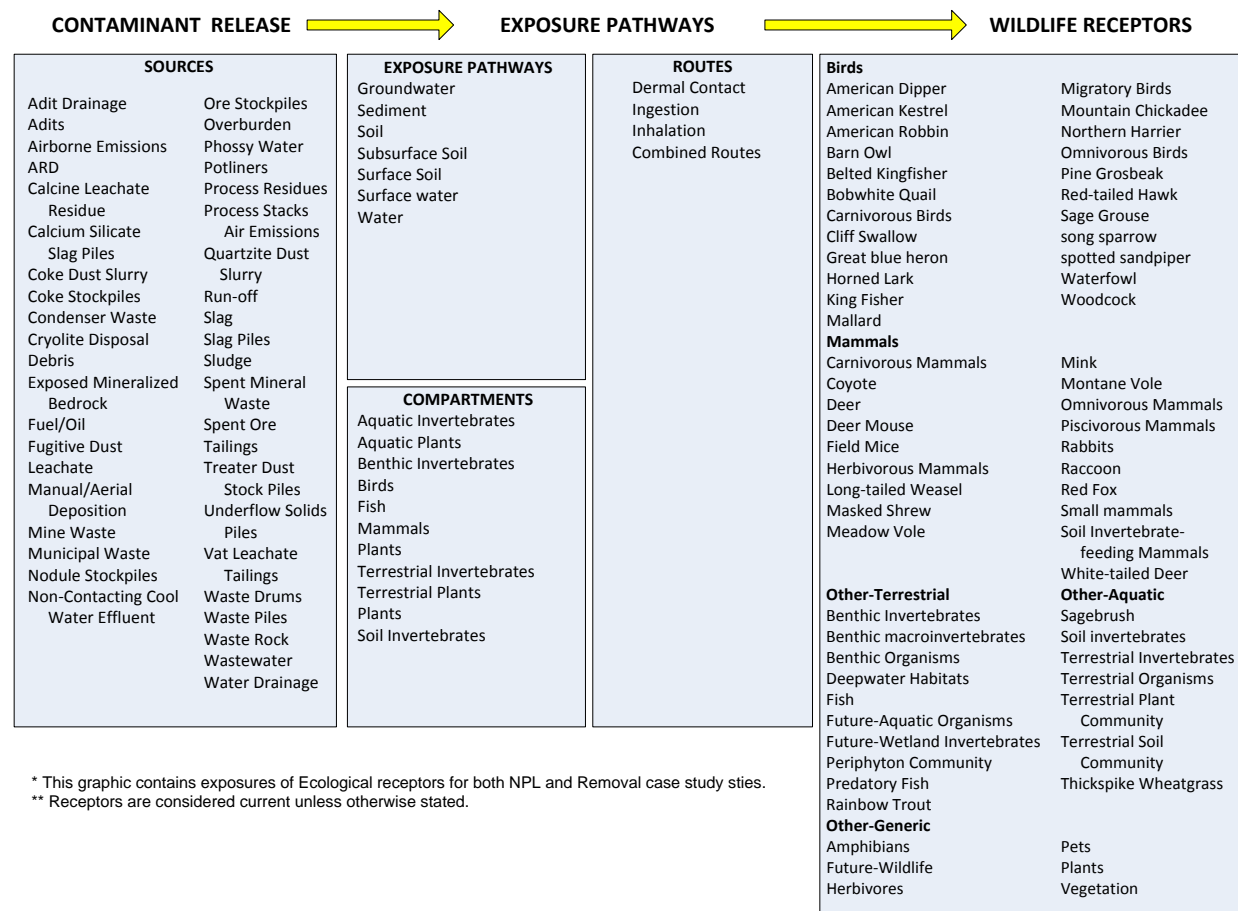 CONTAMINANT RELEASE
EXPOSURE PATHWAYS
WILDLIFE RECEPTORS
SOURCES
Adit Drainage
Adits
Airborne Emissions
ARD
Calcine Leachate
Residue
Calcium Silicate
Slag Piles
Coke Dust Slurry
Coke Stockpiles
Condenser Waste
Cryolite Disposal
Debris
Exposed Mineralized
Bedrock
Fuel/Oil
Fugitive Dust
Leachate
Manual/Aerial
Deposition
Mine Waste
Municipal Waste
Nodule Stockpiles
Non-Contacting Cool
Water Effluent
Ore Stockpiles
Overburden
Phossy Water
Potliners
Process Residues
Process Stacks
Air Emissions
Quartzite Dust
Slurry
Run-off
Slag
Slag Piles
Sludge
Spent Mineral
Waste
Spent Ore
Tailings
Treater Dust
Stock Piles
Underflow Solids
Piles
Vat Leachate
Tailings
Waste Drums
Waste Piles
Waste Rock
Wastewater
Water Drainage
EXPOSURE PATHWAYS
Groundwater
Sediment
Soil
Subsurface Soil
Surface Soil
Surface water
Water
COMPARTMENTS
Aquatic Invertebrates
Aquatic Plants
Benthic Invertebrates
Birds
Fish
Mammals
Plants
Terrestrial Invertebrates
Terrestrial Plants
Plants
Soil Invertebrates
ROUTES
Dermal Contact
Ingestion
Inhalation
Combined Routes
Birds
American Dipper
American Kestrel
American Robbin
Barn Owl
Belted Kingfisher
Bobwhite Quail
Carnivorous Birds
Cliff Swallow
Great blue heron
Horned Lark
King Fisher
Mallard
Migratory Birds
Mountain Chickadee
Northern Harrier
Omnivorous Birds
Pine Grosbeak
Red-tailed Hawk
Sage Grouse
song sparrow
spotted sandpiper
Waterfowl
Woodcock
Mammals
Carnivorous Mammals
Coyote
Deer
Deer Mouse
Field Mice
Herbivorous Mammals
Long-tailed Weasel
Masked Shrew
Meadow Vole
Mink
Montane Vole
Omnivorous Mammals
Piscivorous Mammals
Rabbits
Raccoon
Red Fox
Small mammals
Soil Invertebrate-
feeding Mammals
White-tailed Deer
Other-Terrestrial
Benthic Invertebrates
Benthic macroinvertebrates
Benthic Organisms
Deepwater Habitats
Fish
Future-Aquatic Organisms
Future-Wetland Invertebrates
Periphyton Community
Predatory Fish
Rainbow Trout
Other-Aquatic
Sagebrush
Soil invertebrates
Terrestrial Invertebrates
Terrestrial Organisms
Terrestrial Plant
Community
Terrestrial Soil
Community
Thickspike Wheatgrass
Other-Generic
Amphibians
Future-Wildlife
Herbivores
Pets
Plants
Vegetation
* This graphic contains exposures of Ecological receptors for both NPL and Removal case study sties.
** Receptors are considered current unless otherwise stated.